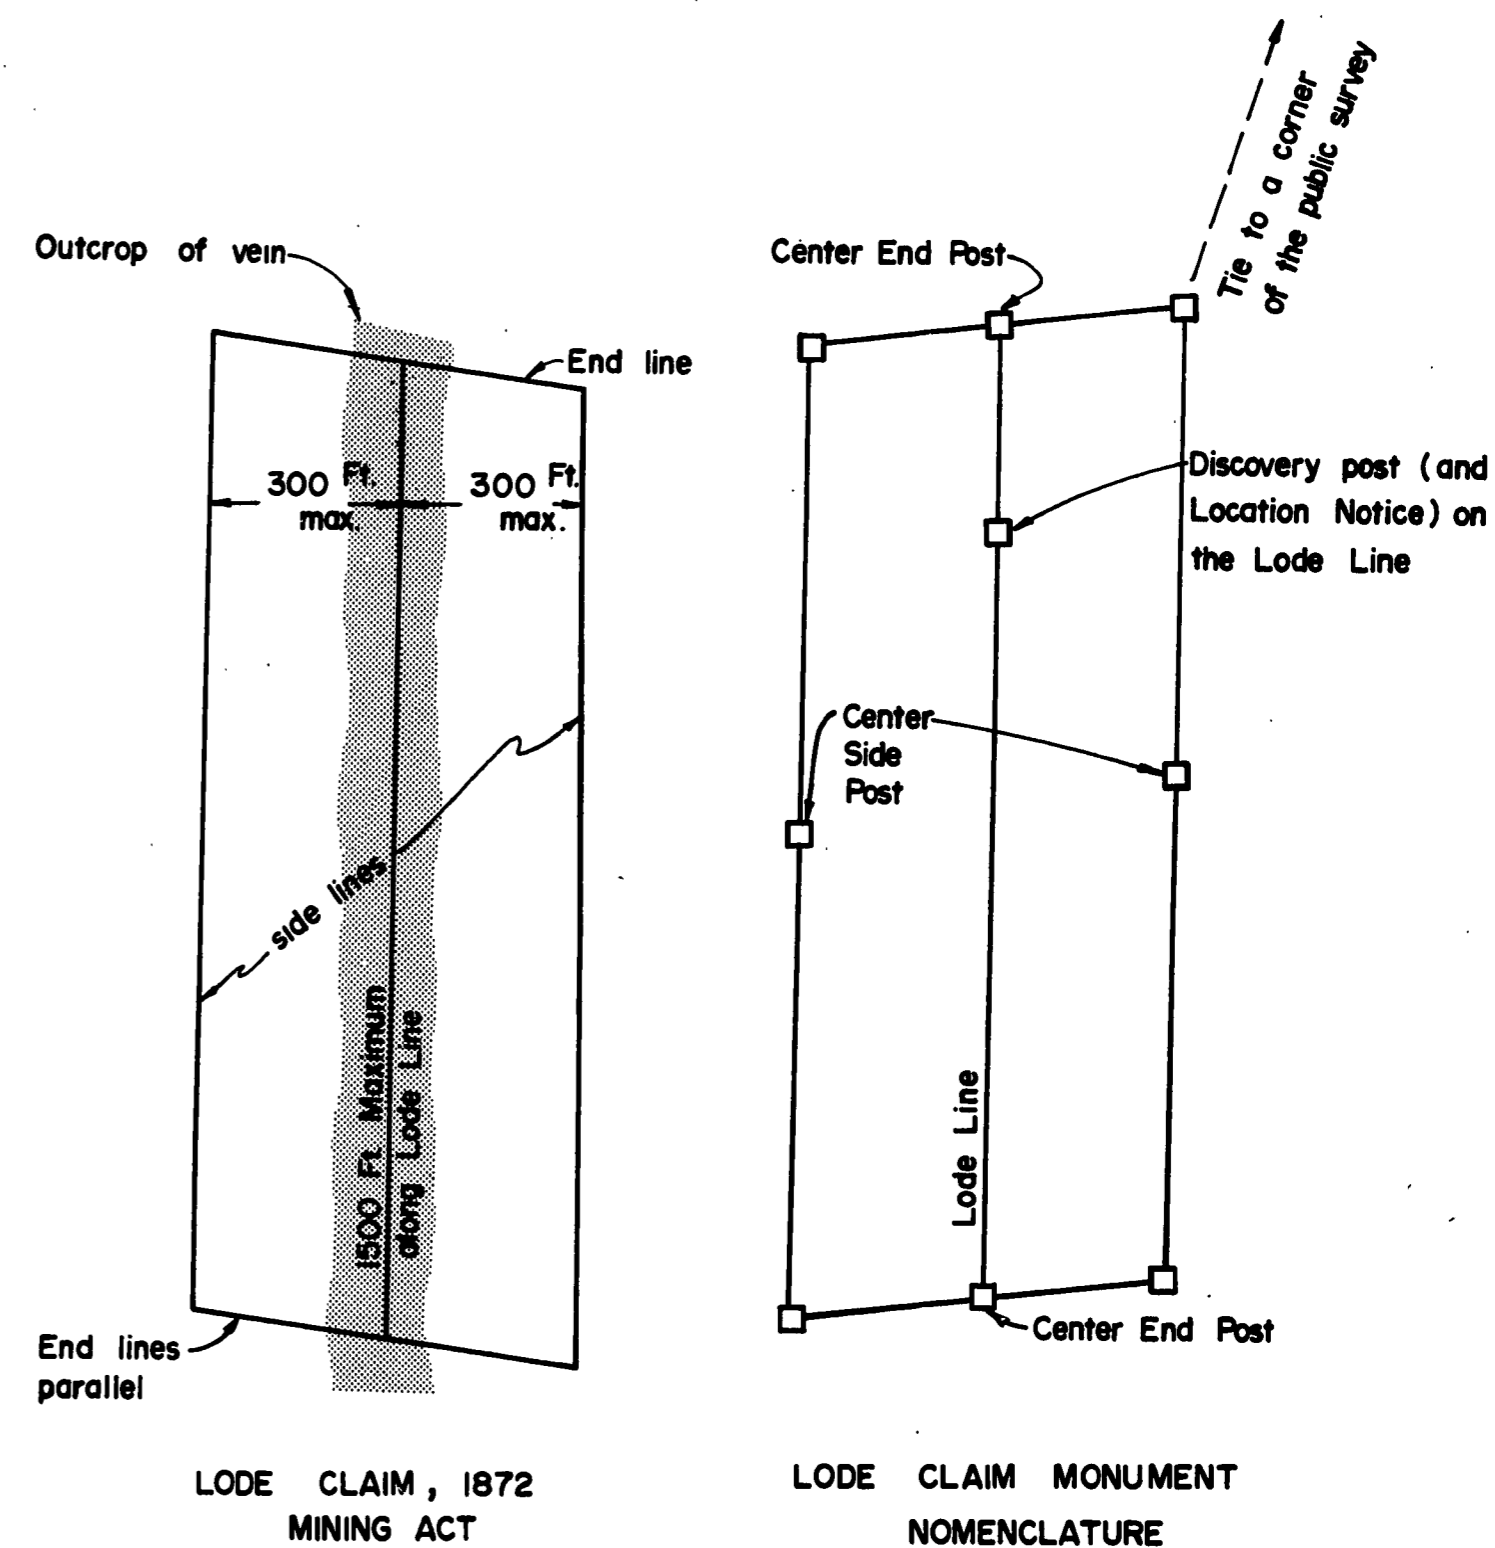 Outcrop of vein
End line
300 Ft.
max.
300 Ft.
max.
side lines
1500 Ft. Maximum
along Lode Line
End lines
parallel
LODE CLAIM, 1872
MINING ACT
Tie to a corner
of the public survey
Center End Post
Discovery post (and
Location Notice) on
the Lode Line
Center
Side
Post
Lode Line
Center End Post
LODE CLAIM MONUMENT
NOMENCLATURE